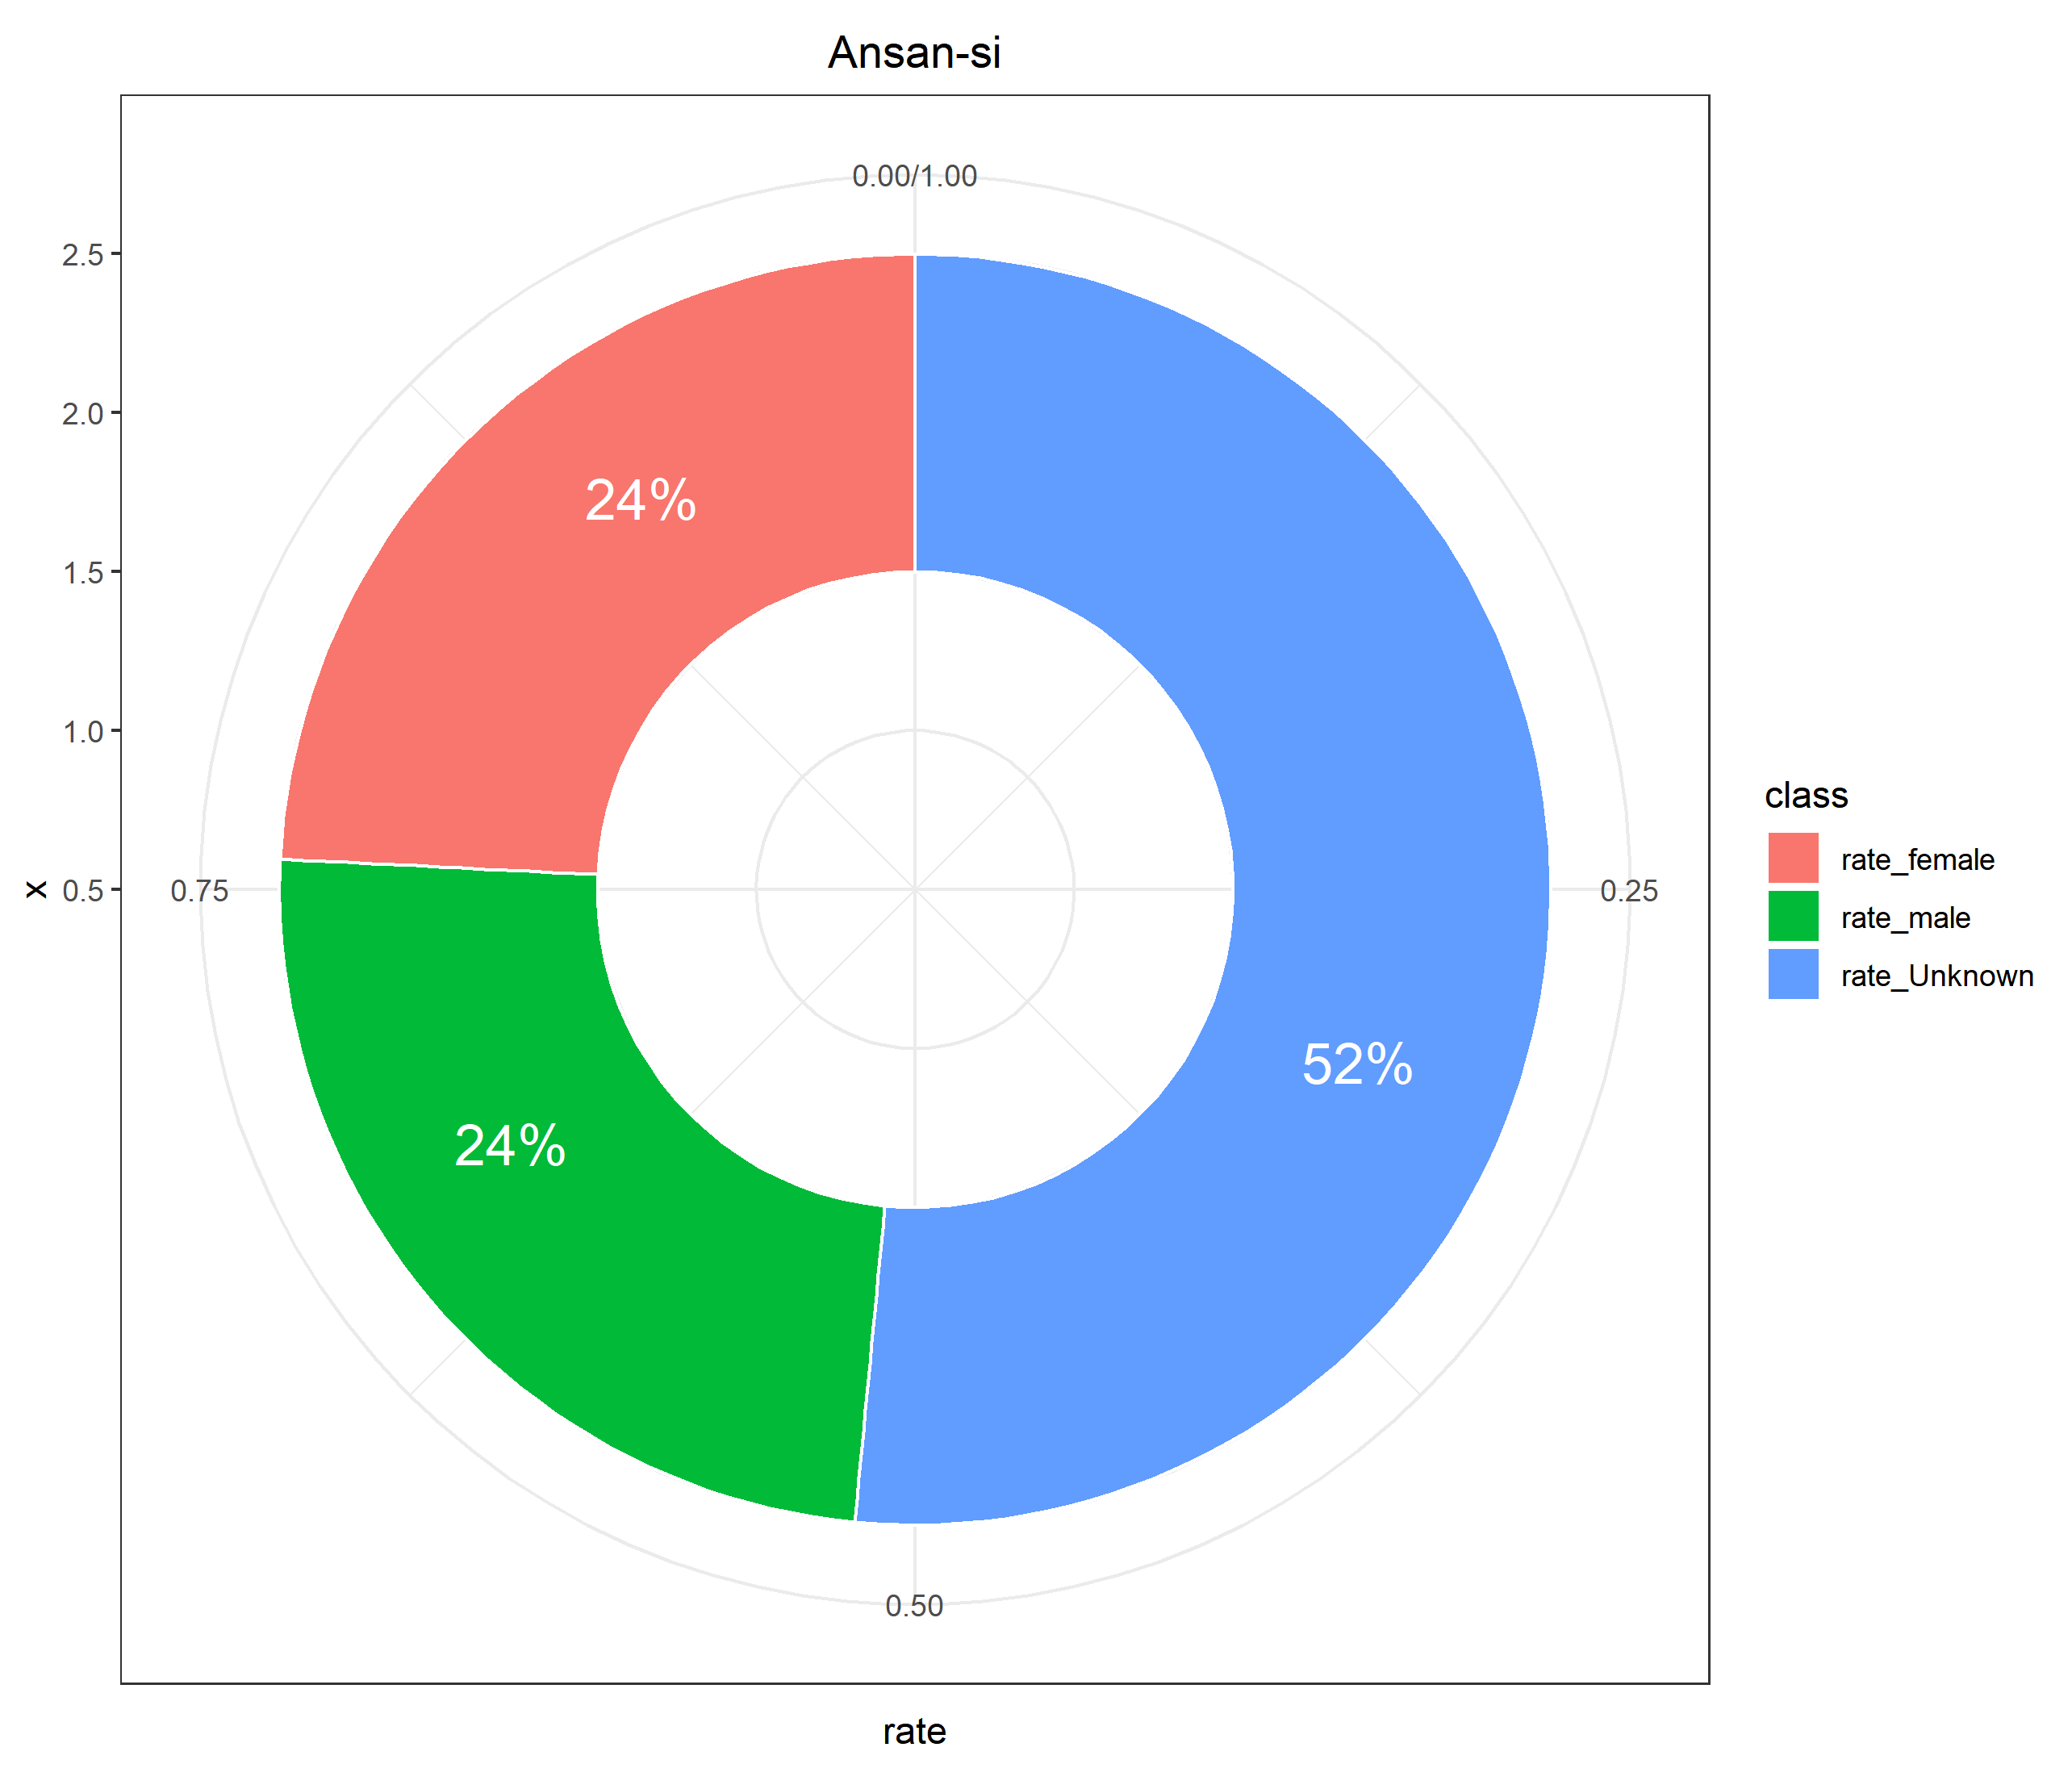 Ansan-si
0.00/1.00
2.5
2.0
24%
1.5
1.0
x
0.5
0.75
0.25
52%
24%
0.50
rate
class
rate_female
rate_male
rate_Unknown